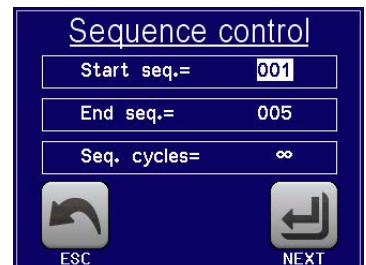 Sequence control
Start seq.= 001
End seq.= 005
Seq. cycles= ∞
ESC NEXT